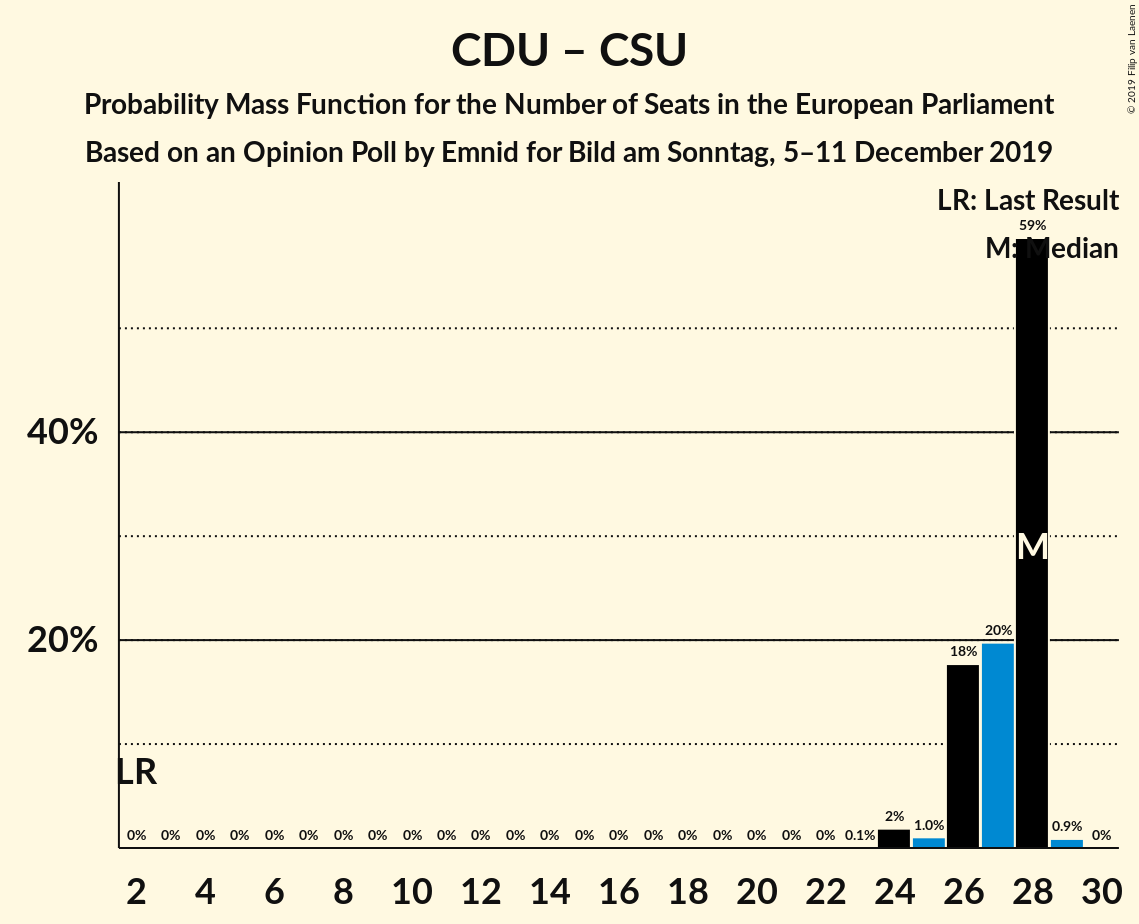 CDU – CSU
Probability Mass Function for the Number of Seats in the European Parliament
Based on an Opinion Poll by Emnid for Bild am Sonntag, 5–11 December 2019
© 2019 Filip van Laenen
LR: Last Result
59%
M: Median
40%
M
20%
20%
18%
LR
0% 0% 0% 0% 0% 0% 0% 0% 0% 0% 0% 0% 0% 0% 0% 0% 0% 0% 0% 0% 0% 0.1% 2% 1.0% 0.9% 0%
2 4 6 8 10 12 14 16 18 20 22 24 26 28 30